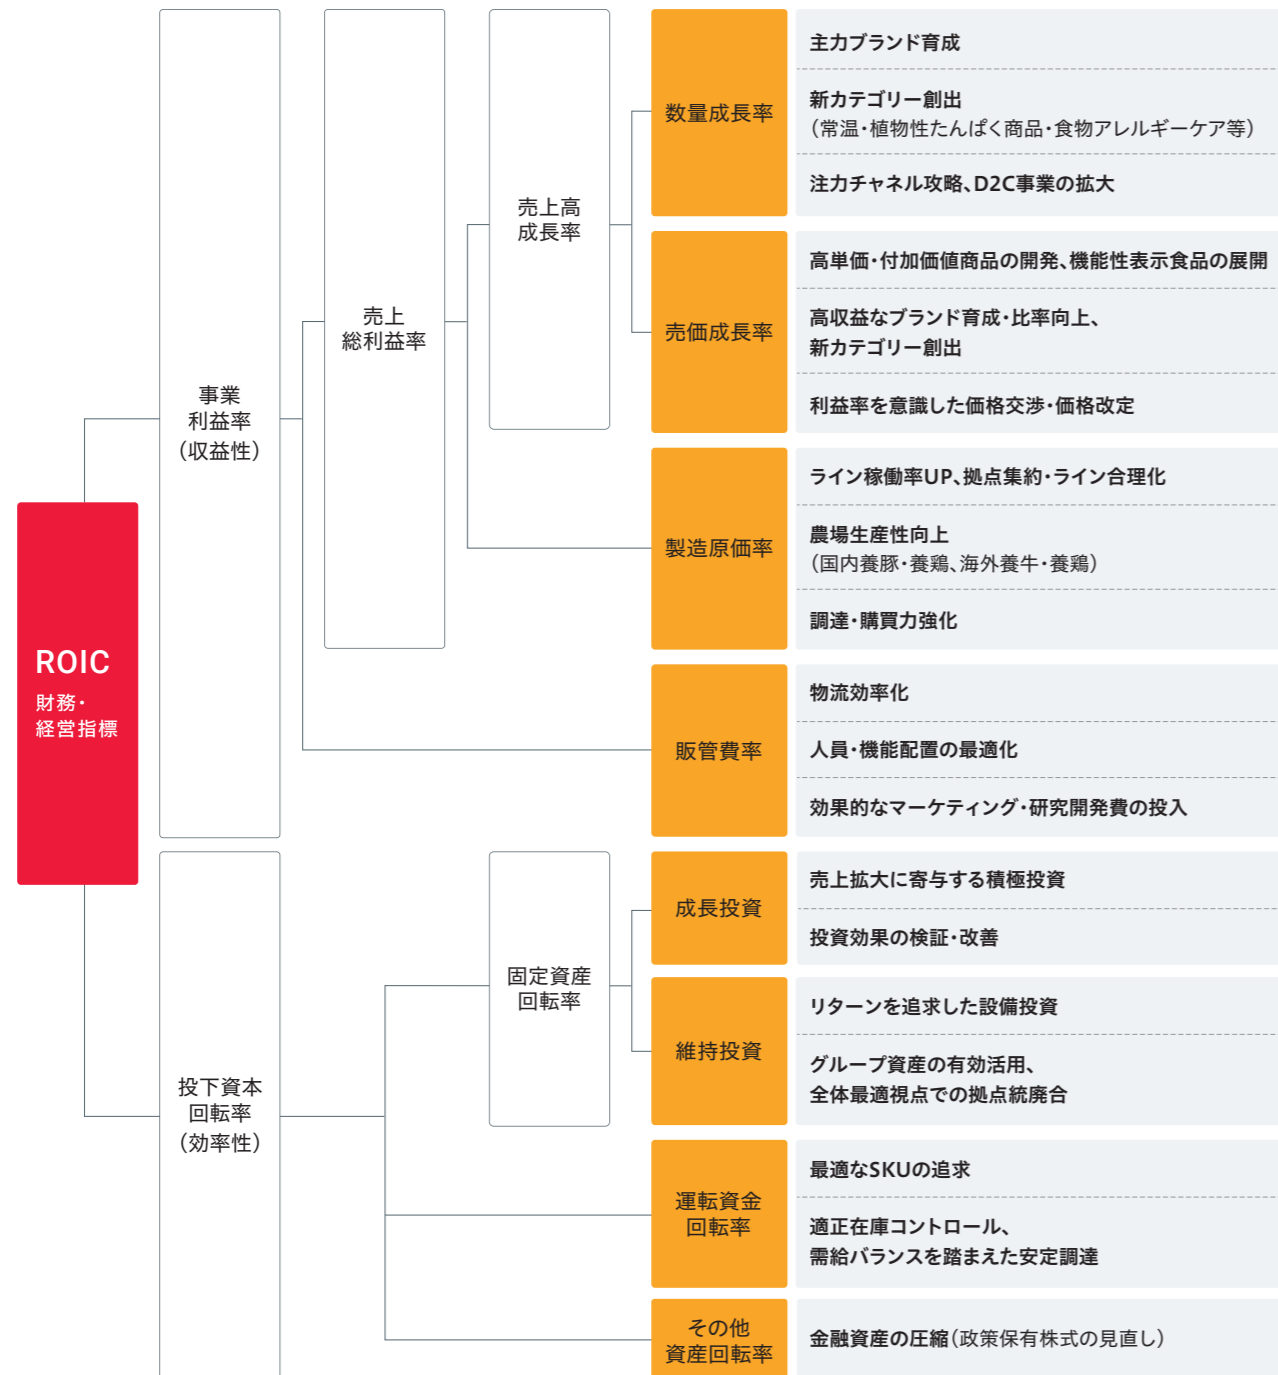 ROIC
財務・
経営指標
事業
利益率
（収益性）
売上
総利益率
売上高
成長率
数量成長率
主力ブランド育成
新カテゴリー創出
（常温・植物性たんぱく商品・食物アレルギーケア等）
注力チャネル攻略、D2C事業の拡大
売価成長率
高単価・付加価値商品の開発、機能性表示食品の展開
高収益なブランド育成・比率向上、
新カテゴリー創出
利益率を意識した価格交渉・価格改定
製造原価率
ライン稼働率UP、拠点集約・ライン合理化
農場生産性向上
（国内養豚・養鶏、海外養牛・養鶏）
調達・購買力強化
販管費率
物流効率化
人員・機能配置の最適化
効果的なマーケティング・研究開発費の投入
投下資本
回転率
（効率性）
固定資産
回転率
成長投資
売上拡大に寄与する積極投資
投資効果の検証・改善
維持投資
リターンを追求した設備投資
グループ資産の有効活用、
全体最適視点での拠点統廃合
運転資金
回転率
最適なSKUの追求
適正在庫コントロール、
需給バランスを踏まえた安定調達
その他
資産回転率
金融資産の圧縮（政策保有株式の見直し）